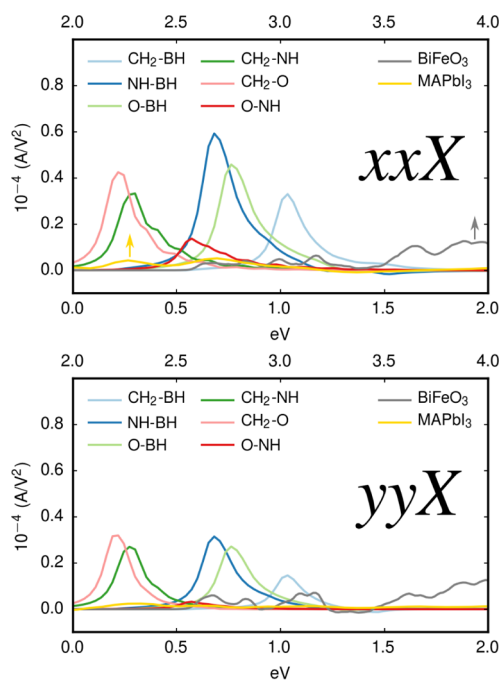 2.0 2.5 3.0 3.5 4.0
CH₂-BH CH₂-NH BiFeO₃
NH-BH CH₂-O MAPbI₃
O-BH O-NH
xxX
10⁻⁴ (A/V²)
0.8
0.6
0.4
0.2
0.0
0.0 0.5 1.0 1.5 2.0
eV
2.0 2.5 3.0 3.5 4.0
CH₂-BH CH₂-NH BiFeO₃
NH-BH CH₂-O MAPbI₃
O-BH O-NH
yyX
10⁻⁴ (A/V²)
0.8
0.6
0.4
0.2
0.0
0.0 0.5 1.0 1.5 2.0
eV